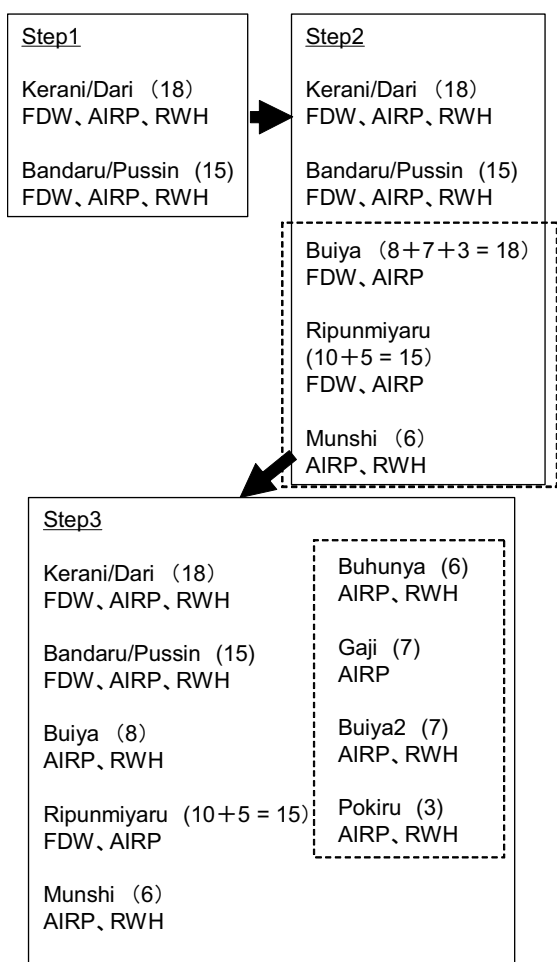 Step1
Kerani/Dari （18）
FDW、AIRP、RWH
Bandaru/Pussin (15)
FDW、AIRP、RWH
Step2
Kerani/Dari （18）
FDW、AIRP、RWH
Bandaru/Pussin (15)
FDW、AIRP、RWH
Buiya （8＋7＋3 = 18）
FDW、AIRP
Ripunmiyaru
(10＋5 = 15)
FDW、AIRP
Munshi （6）
AIRP、RWH
Step3
Kerani/Dari （18）
FDW、AIRP、RWH
Bandaru/Pussin (15)
FDW、AIRP、RWH
Buiya （8）
AIRP、RWH
Ripunmiyaru (10＋5 = 15)
FDW、AIRP
Munshi （6）
AIRP、RWH
Buhunya (6)
AIRP、RWH
Gaji (7)
AIRP
Buiya2 (7)
AIRP、RWH
Pokiru (3)
AIRP、RWH